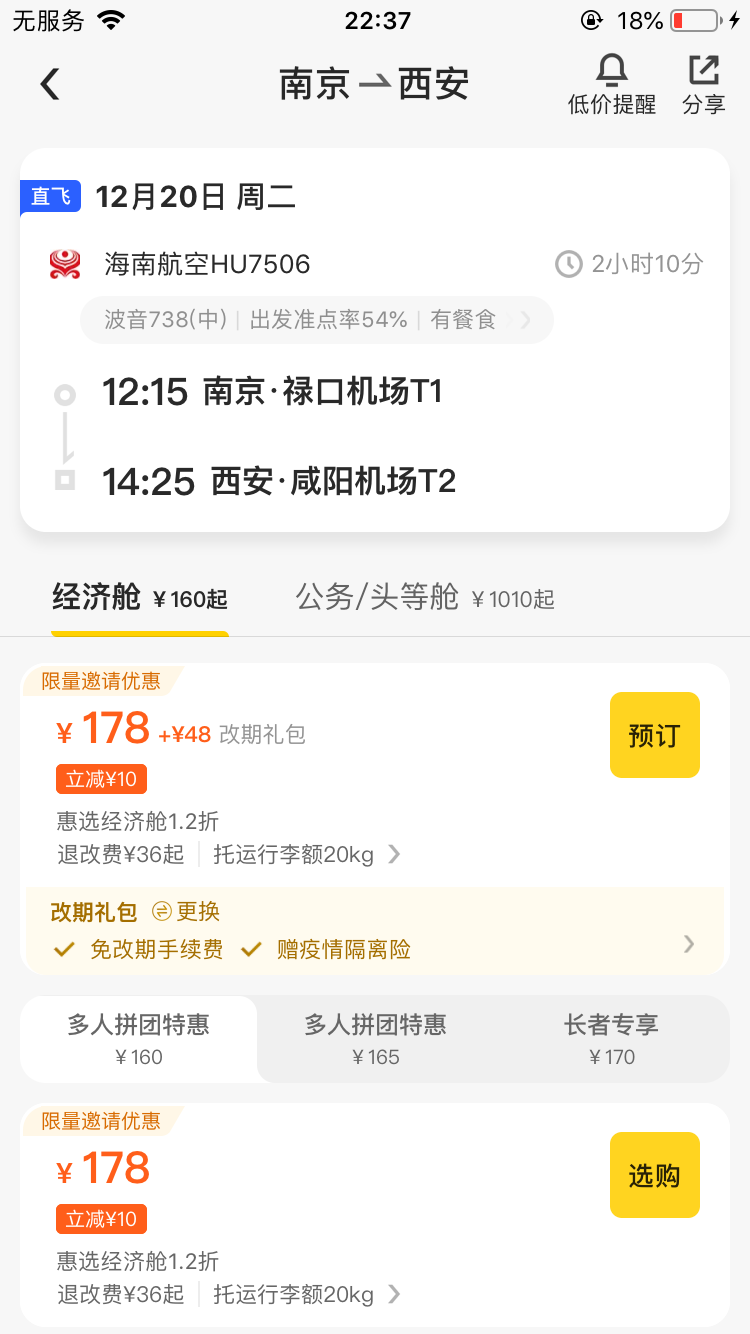 无服务 22:37 18%
南京 西安
低价提醒 分享
直飞 12月20日 周二
海南航空HU7506 2小时10分
波音738(中) 出发准点率54% 有餐食
12:15 南京·禄口机场T1
14:25 西安·咸阳机场T2
经济舱 ¥160起 公务/头等舱 ¥1010起
限量邀请优惠
¥ 178 +¥48 改期礼包 预订
立减¥10
惠选经济舱1.2折
退改费¥36起 托运行李额20kg
改期礼包 更换
免改期手续费 赠疫情隔离险
多人拼团特惠 多人拼团特惠 长者专享
¥160 ¥165 ¥170
限量邀请优惠
¥ 178 选购
立减¥10
惠选经济舱1.2折
退改费¥36起 托运行李额20kg